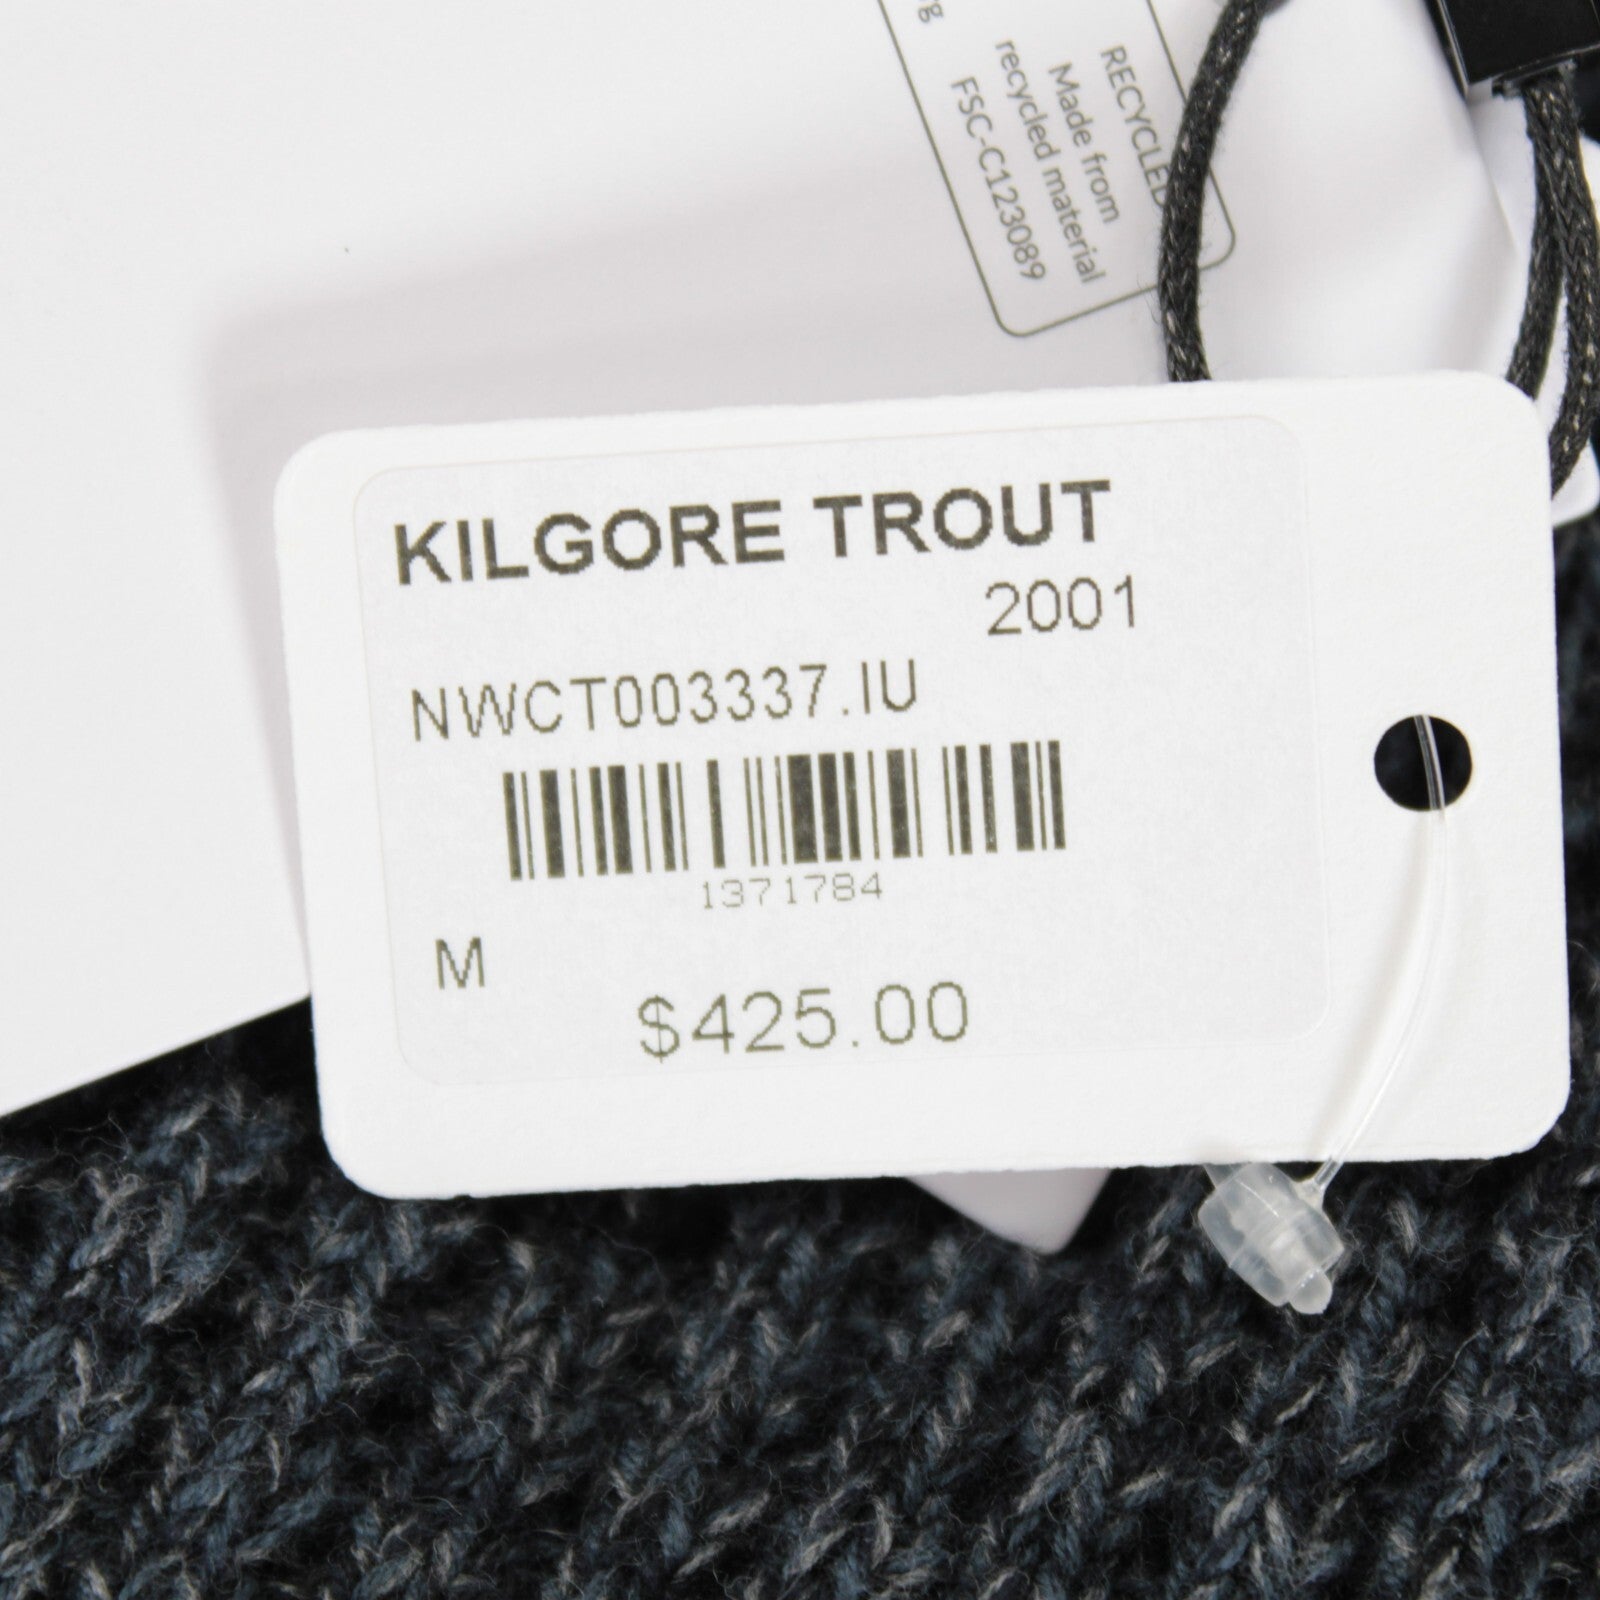 RECYCLED
Made from
recycled material
FSC-C123089
KILGORE TROUT
2001
NWCT003337.IU
1371784
M
$425.00